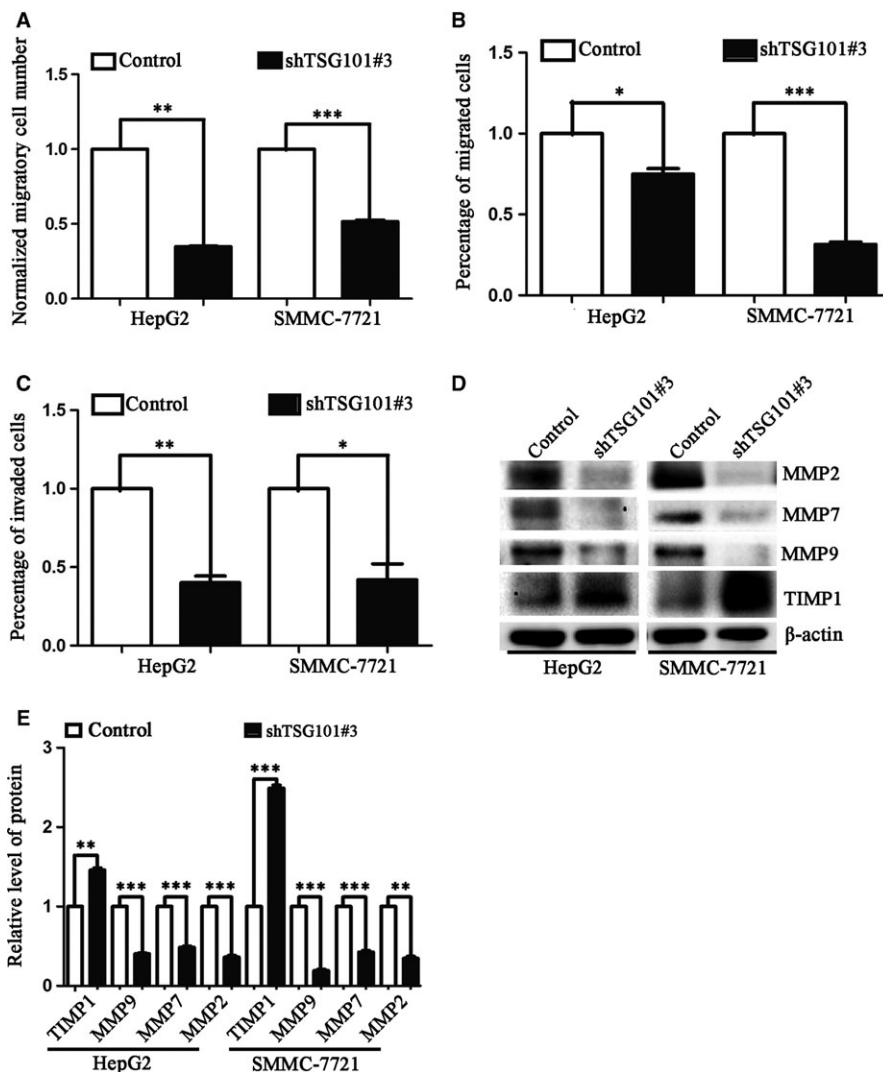 A
Control shTSG101#3
Normalized migratory cell number
1.5
1.0
0.5
0.0
** ***
HepG2 SMMC-7721
B
Control shTSG101#3
Percentage of migrated cells
1.5
1.0
0.5
0.0
* ***
HepG2 SMMC-7721
C
Control shTSG101#3
Percentage of invaded cells
1.5
1.0
0.5
0.0
** *
HepG2 SMMC-7721
D
Control shTSG101#3 Control shTSG101#3
MMP2
MMP7
MMP9
TIMP1
β-actin
HepG2 SMMC-7721
E
Control shTSG101#3
Relative level of protein
3
2
1
0
** *** *** *** *** *** *** **
TIMP1 MMP9 MMP7 MMP2 TIMP1 MMP9 MMP7 MMP2
HepG2 SMMC-7721